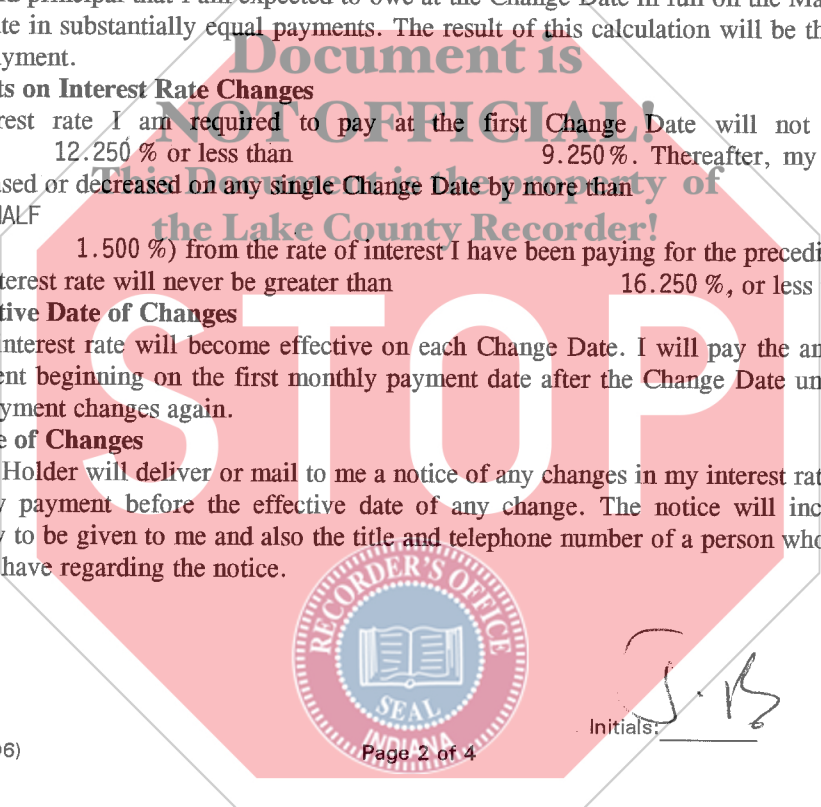 principal that I am expected to owe at the Change Date in full on the Ma
te in substantially equal payments. The result of this calculation will be th
yment.
Document is
ts on Interest Rate Changes
NOT OFFICIAL!
rest rate I am required to pay at the first Change Date will not
12.250 % or less than 9.250%. Thereafter, my
This Document is the property of
sed or decreased on any single Change Date by more than
ALF
the Lake County Recorder!
1.500 %) from the rate of interest I have been paying for the precedi
terest rate will never be greater than 16.250 %, or less
tive Date of Changes
interest rate will become effective on each Change Date. I will pay the am
ent beginning on the first monthly payment date after the Change Date un
yment changes again.
STOP
e of Changes
Holder will deliver or mail to me a notice of any changes in my interest rat
y payment before the effective date of any change. The notice will inc
y to be given to me and also the title and telephone number of a person who
have regarding the notice.
RECORDER'S OFFICE
SEAL
INDIANA
J.B
Initials:
96)
Page 2 of 4